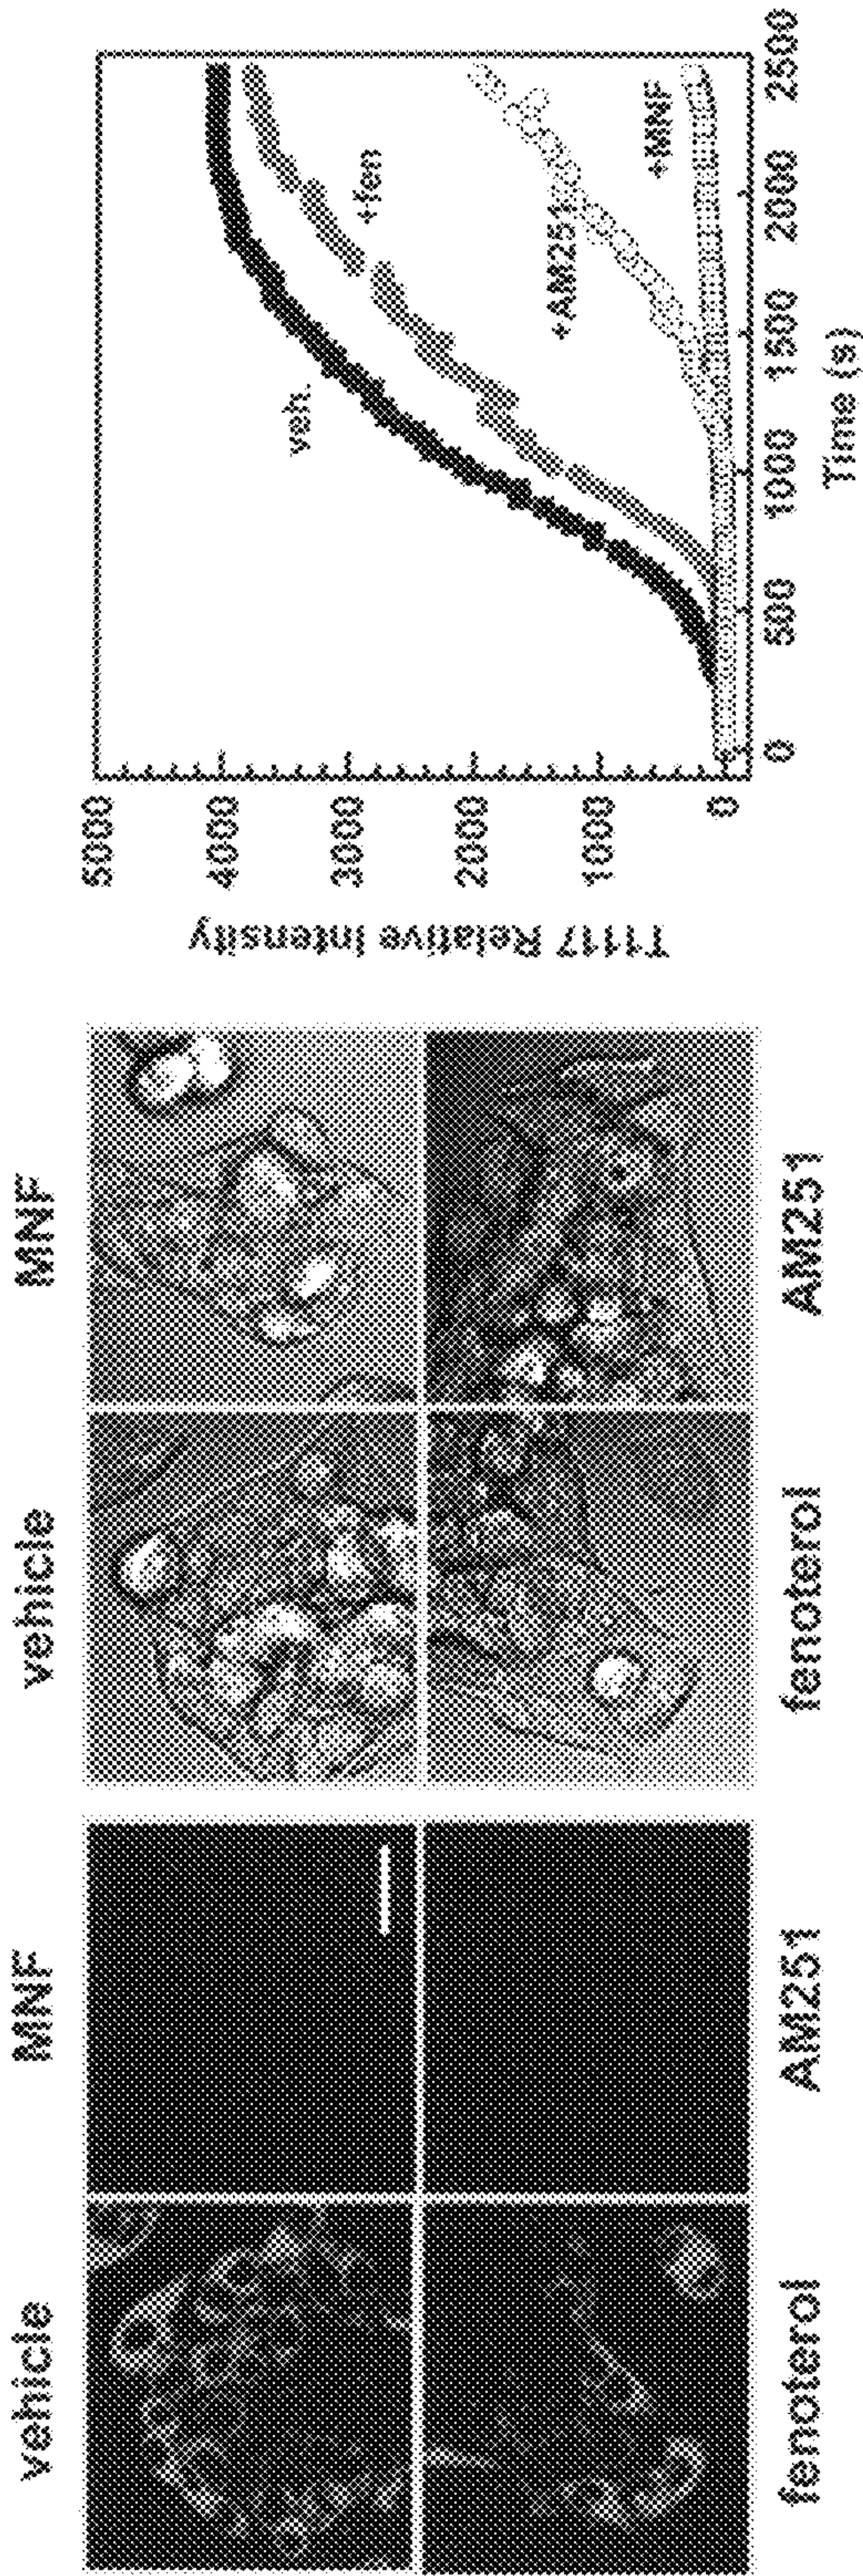 vehicle MNF
fenoterol AM251
vehicle MNF
fenoterol AM251
T1117 Relative intensity
5000
4000
3000
2000
1000
0
veh.
+fen
+AM251
+MNF
0 500 1000 1500 2000 2500
Time (s)